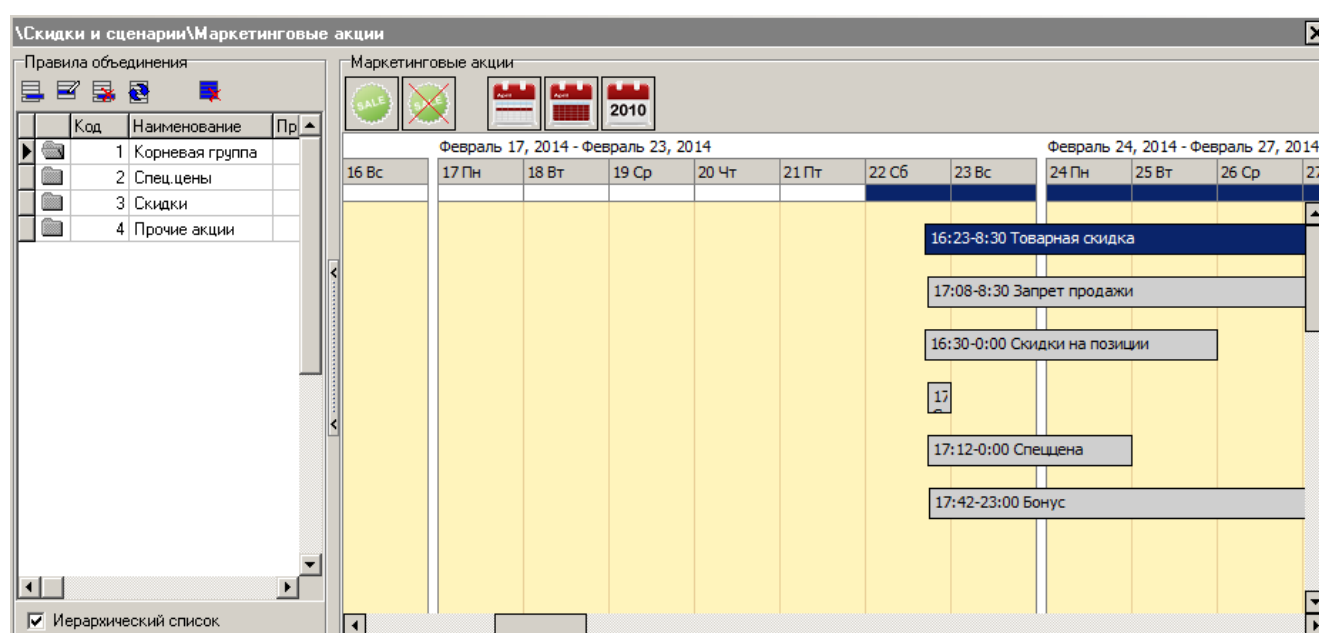 \Скидки и сценарии\Маркетинговые акции
Правила объединения
Код Наименование Пр
1 Корневая группа
2 Спец.цены
3 Скидки
4 Прочие акции
Иерархический список
Маркетинговые акции
SALE
April April 2010
Февраль 17, 2014 - Февраль 23, 2014 Февраль 24, 2014 - Февраль 27, 2014
16 Вс 17 Пн 18 Вт 19 Ср 20 Чт 21 Пт 22 Сб 23 Вс 24 Пн 25 Вт 26 Ср 27
16:23-8:30 Товарная скидка
17:08-8:30 Запрет продажи
16:30-0:00 Скидки на позиции
17
17:12-0:00 Спеццена
17:42-23:00 Бонус